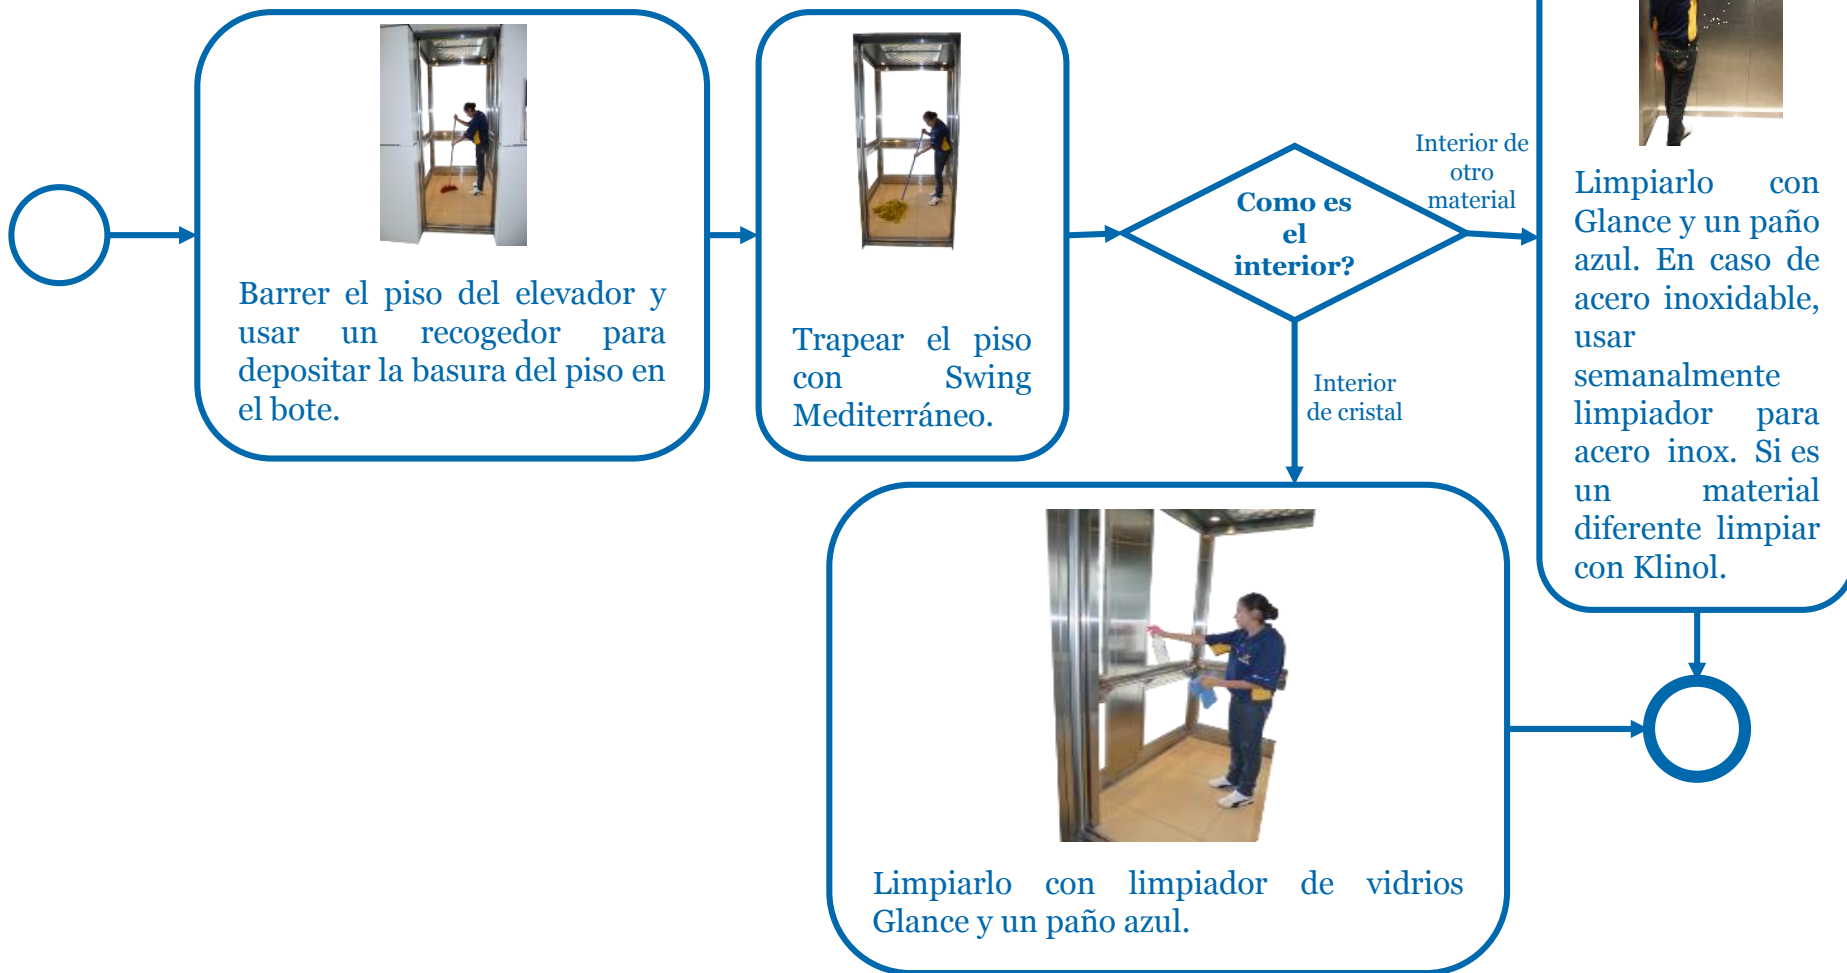 Barrer el piso del elevador y
usar un recogedor para
depositar la basura del piso en
el bote.
Trapear el piso
con Swing
Mediterráneo.
Como es
el
interior?
Interior de
otro
material
Interior
de cristal
Limpiarlo con
Glance y un paño
azul. En caso de
acero inoxidable,
usar
semanalmente
limpiador para
acero inox. Si es
un material
diferente limpiar
con Klinol.
Limpiarlo con limpiador de vidrios
Glance y un paño azul.